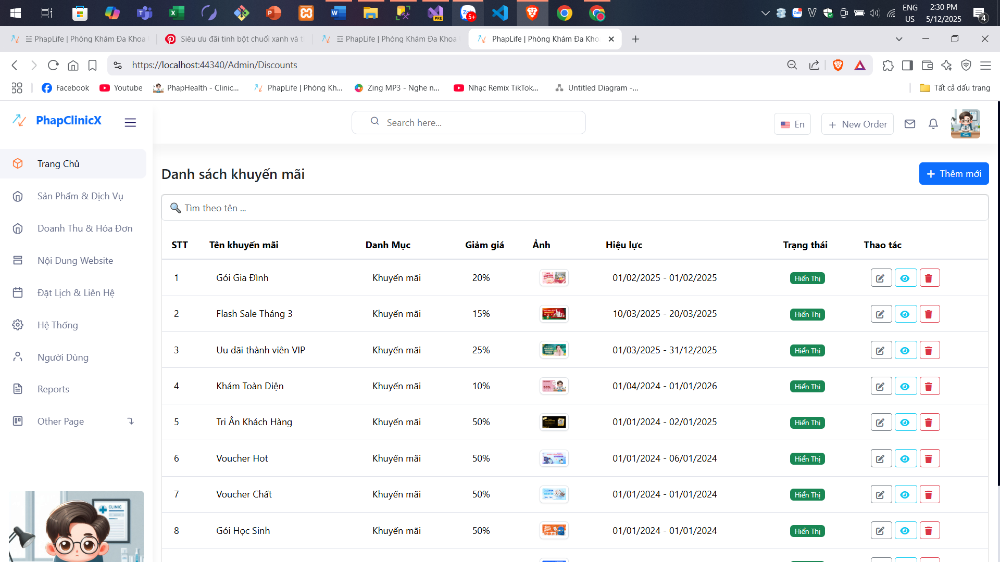 ENG
US
2:30 PM
5/12/2025
4
5+
PRE
☲ PhapLife | Phòng Khám Đa Khoa
Siêu ưu đãi tinh bột chuối xanh và ti
☲ PhapLife | Phòng Khám Đa Khoa
PhapLife | Phòng Khám Đa Kho
https://localhost:44340/Admin/Discounts
Facebook
Youtube
PhapHealth - Clinic...
PhapLife | Phòng Kh...
Zing MP3 - Nghe n...
Nhạc Remix TikTok...
Untitled Diagram -...
Tất cả dấu trang
PhapClinicX
Search here...
En
New Order
Trang Chủ
Sản Phẩm & Dịch Vụ
Doanh Thu & Hóa Đơn
Nội Dung Website
Đặt Lịch & Liên Hệ
Hệ Thống
Người Dùng
Reports
Other Page
CLINIC
Danh sách khuyến mãi
+ Thêm mới
Tìm theo tên ...
STT Tên khuyến mãi Danh Mục Giảm giá Ảnh Hiệu lực Trạng thái Thao tác
1 Gói Gia Đình Khuyến mãi 20% 01/02/2025 - 01/02/2025 Hiển Thị
2 Flash Sale Tháng 3 Khuyến mãi 15% 10/03/2025 - 20/03/2025 Hiển Thị
3 Uu dãi thành viên VIP Khuyến mãi 25% 01/03/2025 - 31/12/2025 Hiển Thị
4 Khám Toàn Diện Khuyến mãi 10% 50% 01/04/2024 - 01/01/2026 Hiển Thị
5 Tri Ân Khách Hàng Khuyến mãi 50% 01/01/2024 - 02/01/2025 Hiển Thị
6 Voucher Hot Khuyến mãi 50% VOUCHER 01/01/2024 - 06/01/2024 Hiển Thị
7 Voucher Chất Khuyến mãi 50% 01/01/2024 - 01/01/2024 Hiển Thị
8 Gói Học Sinh Khuyến mãi 50% 01/01/2024 - 01/01/2024 Hiển Thị